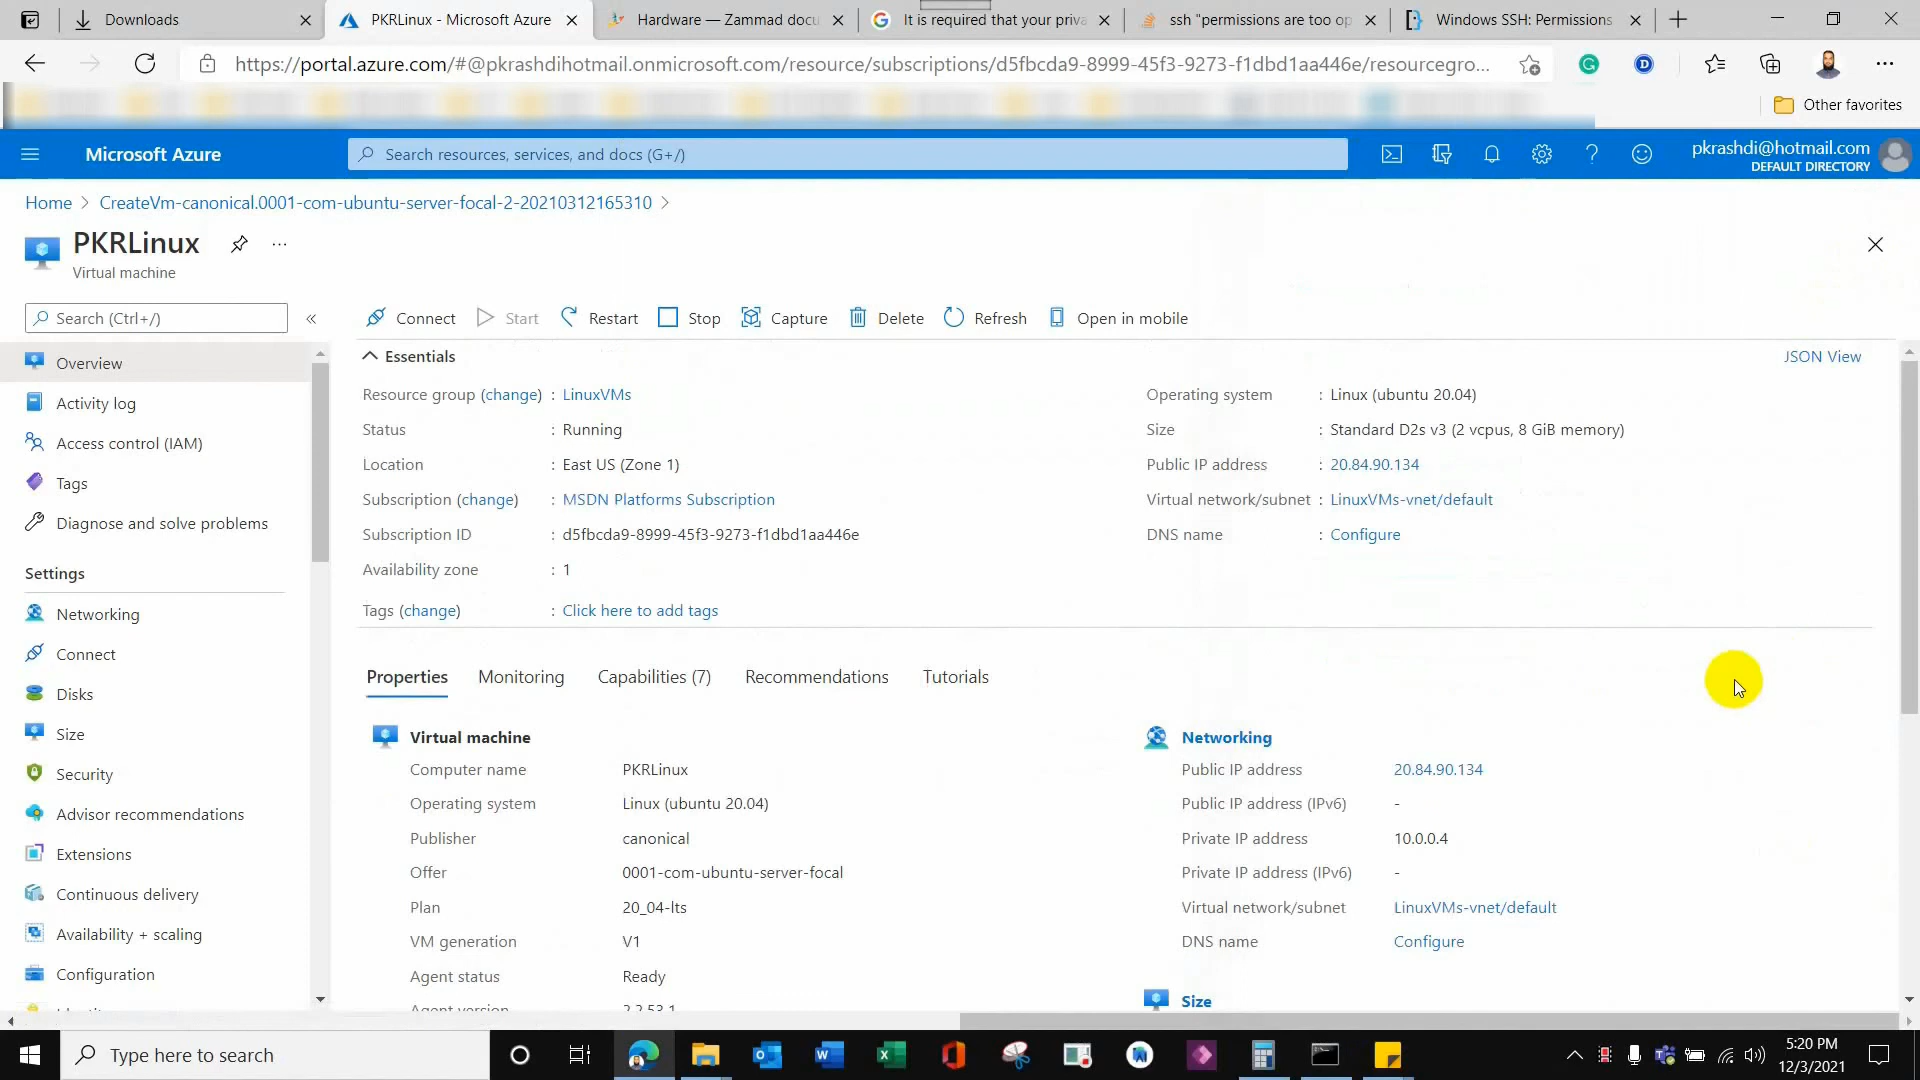 Downloads
PKRLinux - Microsoft Azure
Hardware — Zammad docu
It is required that your priva
ssh "permissions are too op
Windows SSH: Permissions
https://portal.azure.com/#@pkrashdihotmail.onmicrosoft.com/resource/subscriptions/d5fbcda9-8999-45f3-9273-f1dbd1aa446e/resourcegro...
Other favorites
Microsoft Azure
Search resources, services, and docs (G+/)
pkrashdi@hotmail.com
DEFAULT DIRECTORY
Home > CreateVm-canonical.0001-com-ubuntu-server-focal-2-20210312165310 >
PKRLinux
Virtual machine
Search (Ctrl+/)
Overview
Activity log
Access control (IAM)
Tags
Diagnose and solve problems
Settings
Networking
Connect
Disks
Size
Security
Advisor recommendations
Extensions
Continuous delivery
Availability + scaling
Configuration
Connect
Start
Restart
Stop
Capture
Delete
Refresh
Open in mobile
Essentials
JSON View
Resource group (change) : LinuxVMs
Status : Running
Location : East US (Zone 1)
Subscription (change) : MSDN Platforms Subscription
Subscription ID : d5fbcda9-8999-45f3-9273-f1dbd1aa446e
Availability zone : 1
Tags (change) : Click here to add tags
Operating system : Linux (ubuntu 20.04)
Size : Standard D2s v3 (2 vcpus, 8 GiB memory)
Public IP address : 20.84.90.134
Virtual network/subnet : LinuxVMs-vnet/default
DNS name : Configure
Properties
Monitoring
Capabilities (7)
Recommendations
Tutorials
Virtual machine
Computer name PKRLinux
Operating system Linux (ubuntu 20.04)
Publisher canonical
Offer 0001-com-ubuntu-server-focal
Plan 20_04-lts
VM generation V1
Agent status Ready
Agent version 2.2.53.1
Networking
Public IP address 20.84.90.134
Public IP address (IPv6) -
Private IP address 10.0.0.4
Private IP address (IPv6) -
Virtual network/subnet LinuxVMs-vnet/default
DNS name Configure
Size
Type here to search
5:20 PM
12/3/2021